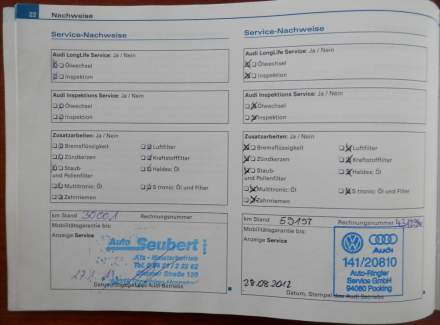 22 Nachweise
Service-Nachweise
Audi LongLife Service: Ja / Nein
Ölwechsel
Inspektion
Audi Inspektions Service: Ja / Nein
Ölwechsel
Inspektion
Zusatzarbeiten: Ja / Nein
Bremsflüssigkeit
Luftfilter
Zündkerzen
Kraftstofffilter
Staub-
und Pollenfilter
Haldex: Öl
Multitronic: Öl
S tronic: Öl und Filter
Zahnriemen
km Stand 30001 Rechnungsnummer
Mobilitätsgarantie bis
Anzeige Service
Auto Seubert
Kfz.-Meisterbetrieb
Service-Nachweise
Audi LongLife Service: Ja / Nein
Ölwechsel
Inspektion
Audi Inspektions Service: Ja / Nein
Ölwechsel
Inspektion
Zusatzarbeiten: Ja / Nein
Bremsflüssigkeit
Luftfilter
Zündkerzen
Kraftstofffilter
Staub-
und Pollenfilter
Haldex: Öl
Multitronic: Öl
S tronic: Öl und Filter
Zahnriemen
km Stand 59197 Rechnungsnummer
Mobilitätsgarantie bis
Anzeige Service
Audi
141/20810
Auto-Ringler
Service GmbH
94060 Pocking
28.08.2012
Datum, Stempel des Audi Betriebs